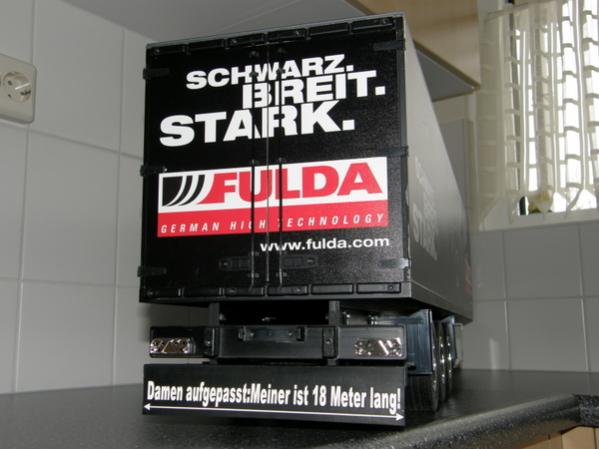 SCHWARZ.
BREIT.
STARK.
FULDA
GERMAN HIGH TECHNOLOGY
www.fulda.com
Damen aufgepasst:Meiner ist 18 Meter lang!